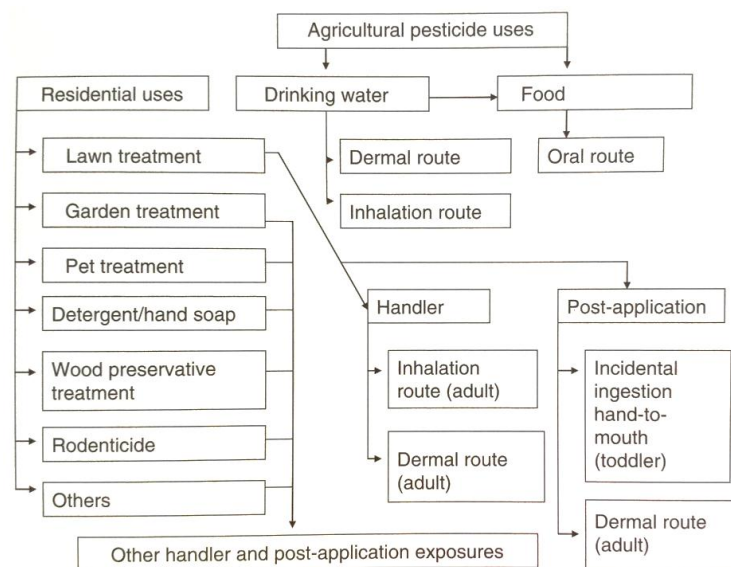 Agricultural pesticide uses
Residential uses
Drinking water
Food
Lawn treatment
Dermal route
Oral route
Garden treatment
Inhalation route
Pet treatment
Detergent/hand soap
Handler
Post-application
Wood preservative
treatment
Inhalation
route (adult)
Incidental
ingestion
hand-to-
mouth
(toddler)
Rodenticide
Dermal route
(adult)
Others
Dermal route
(adult)
Other handler and post-application exposures